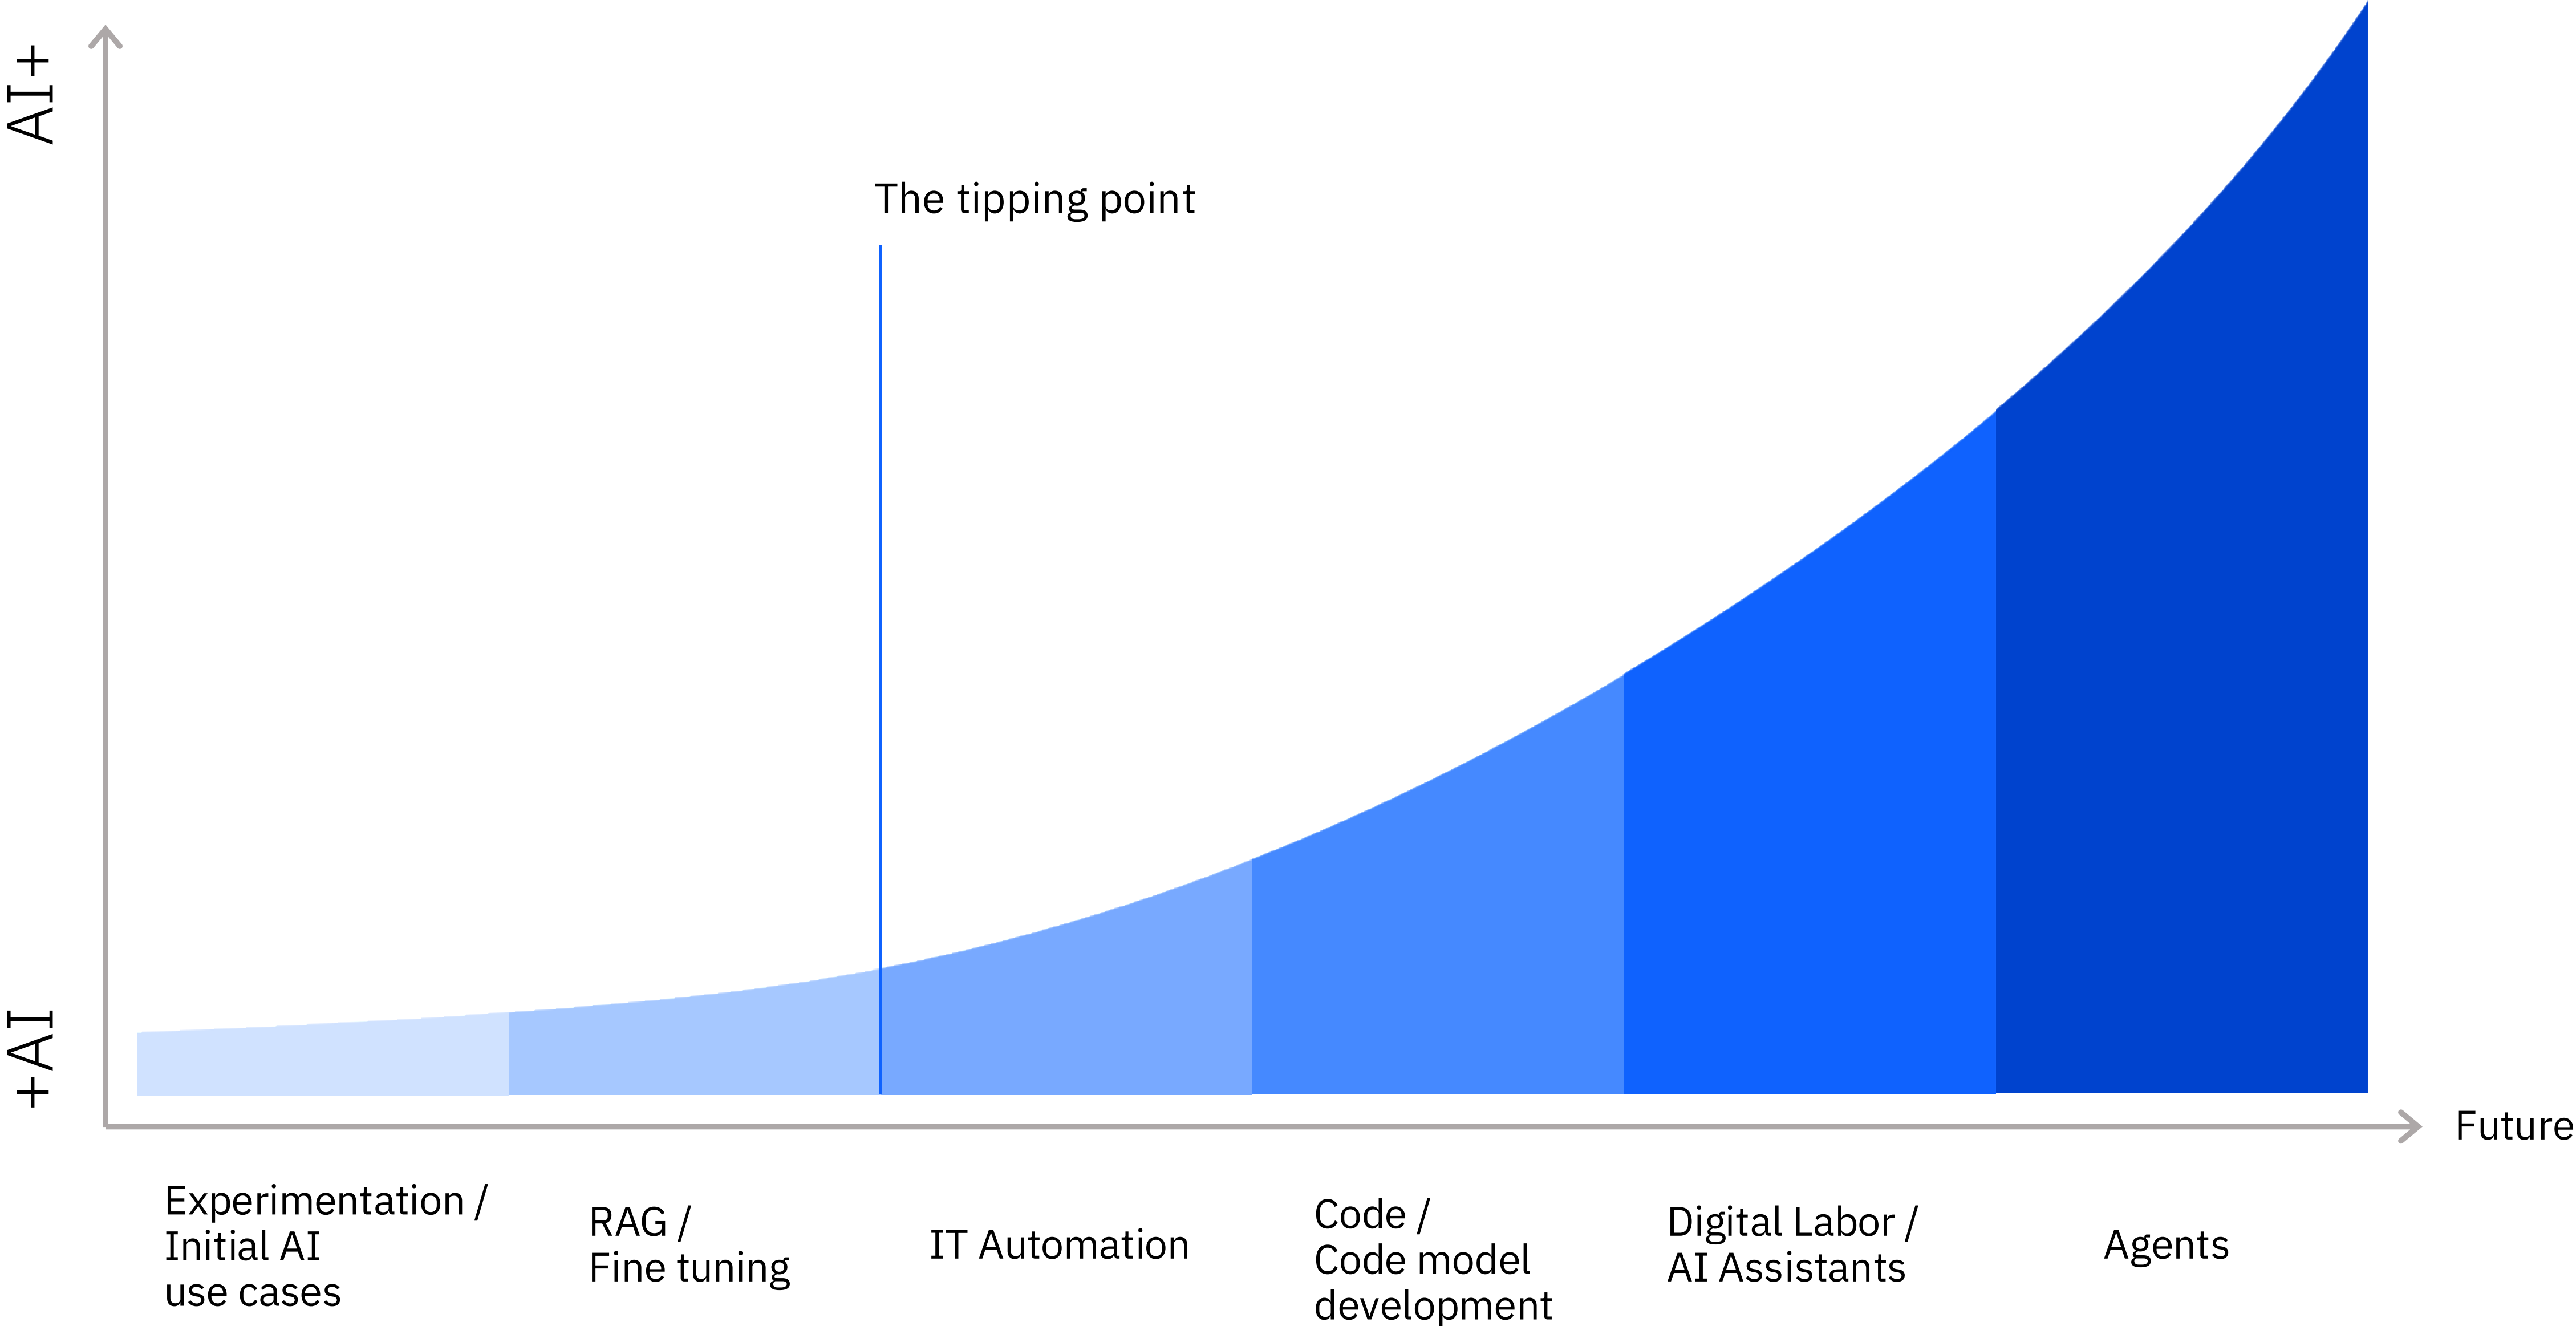 AI+
The tipping point
+AI
Future
Experimentation /
Initial AI
use cases
RAG /
Fine tuning
IT Automation
Code /
Code model
development
Digital Labor /
AI Assistants
Agents